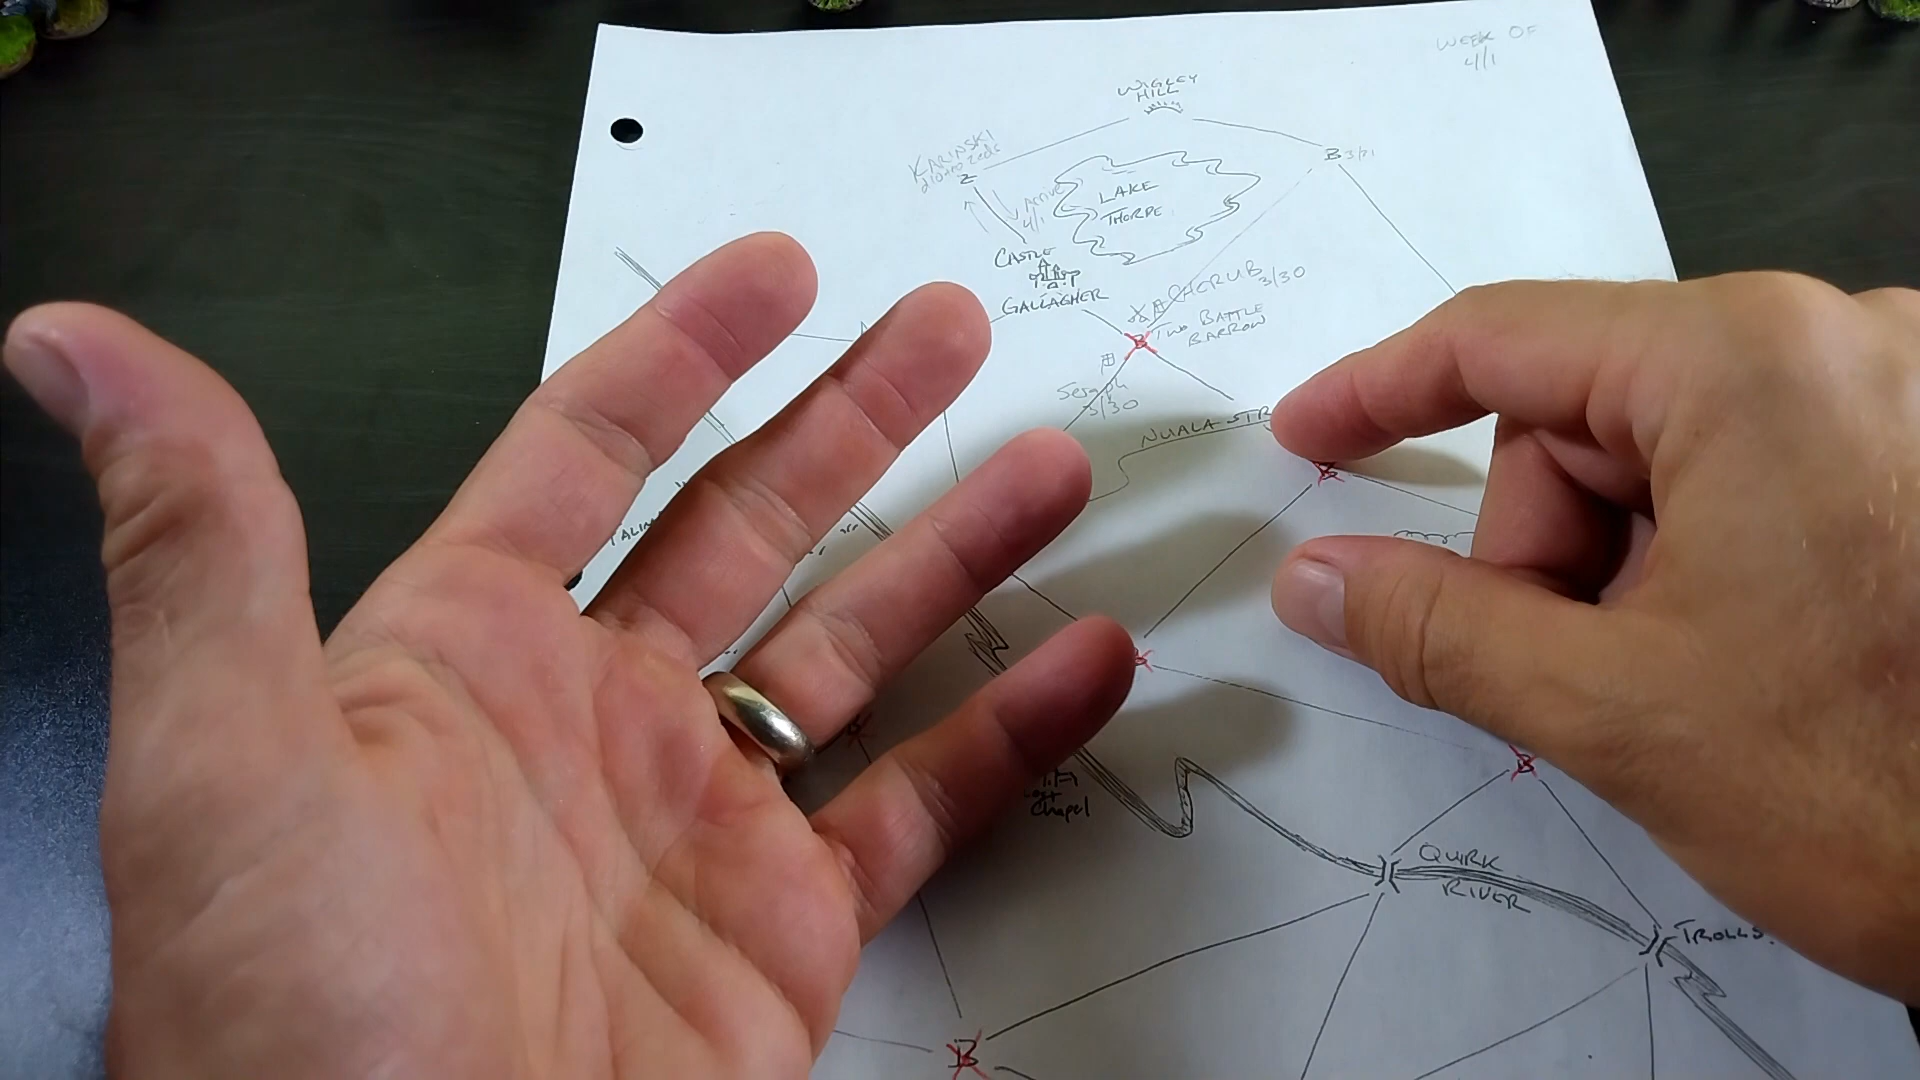 WEEK OF
4/1
WIGLEY
HILL
KARINSKI
Z
B 3/21
Arrive
4/1
LAKE
THORPE
CASTLE
GALLAGHER
CHERUB 3/30
TWO BATTLE
BARROW
B
Seraph
3/30
NUALA STR
B
B
Chapel
QUIRK
RIVER
TROLLS
B